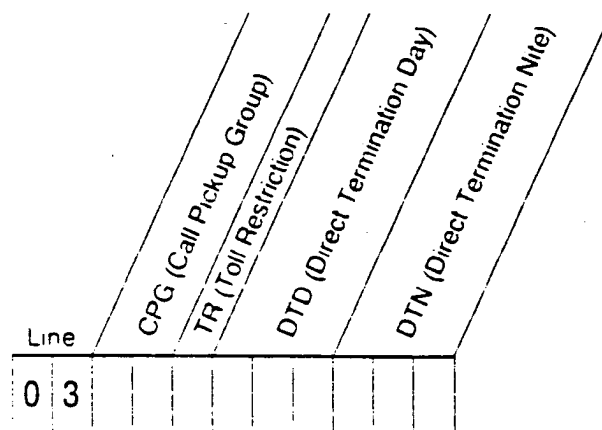 CPG (Call Pickup Group)
TR (Toll Restriction)
DTD (Direct Termination Day)
DTN (Direct Termination Nite)
Line
0 3